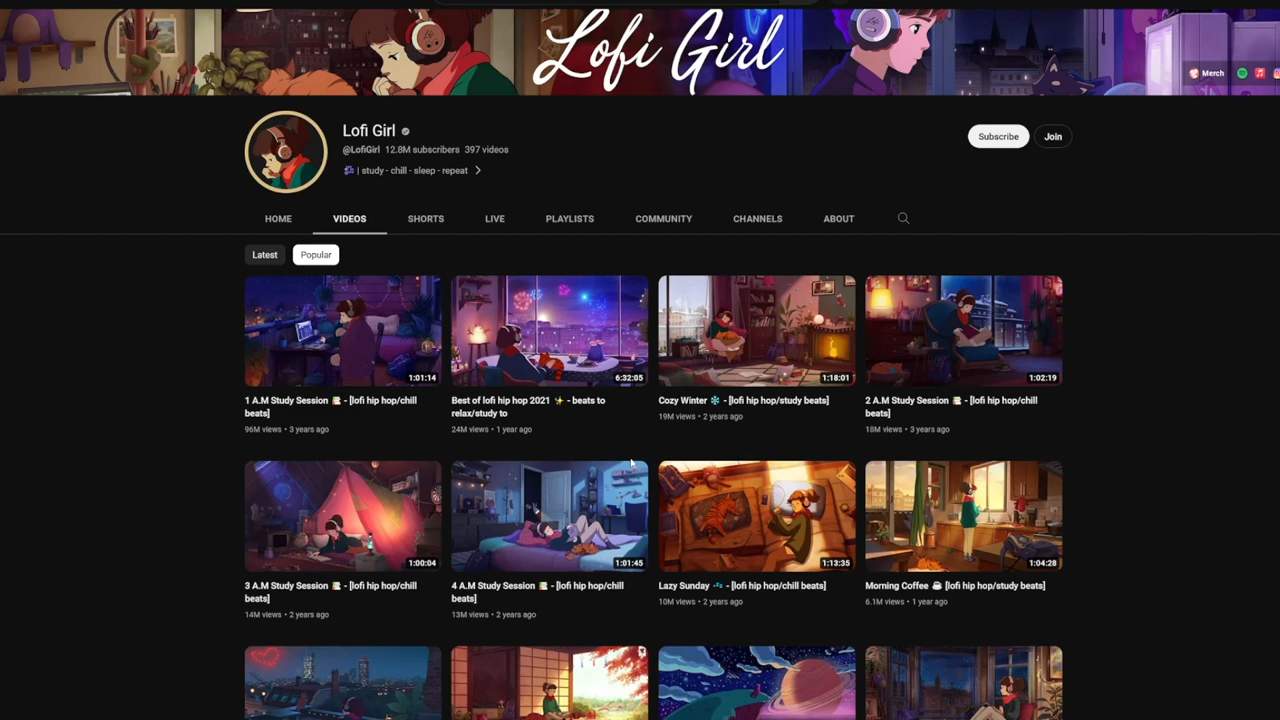 Lofi Girl
Merch
Lofi Girl
Subscribe
Join
@LofiGirl 12.8M subscribers 397 videos
| study - chill - sleep - repeat
HOME VIDEOS SHORTS LIVE PLAYLISTS COMMUNITY CHANNELS ABOUT
Latest Popular
1:01:14
6:32:05
1:18:01
1:02:19
1 A.M Study Session 📚 - [lofi hip hop/chill
beats]
96M views • 3 years ago
Best of lofi hip hop 2021 ✨ - beats to
relax/study to
24M views • 1 year ago
Cozy Winter ❄️ - [lofi hip hop/study beats]
19M views • 2 years ago
2 A.M Study Session 📚 - [lofi hip hop/chill
beats]
18M views • 3 years ago
1:00:04
1:01:45
1:13:35
1:04:28
3 A.M Study Session 📚 - [lofi hip hop/chill
beats]
14M views • 2 years ago
4 A.M Study Session 📚 - [lofi hip hop/chill
beats]
13M views • 2 years ago
Lazy Sunday 💤 - [lofi hip hop/chill beats]
10M views • 2 years ago
Morning Coffee ☕ [lofi hip hop/study beats]
6.1M views • 1 year ago